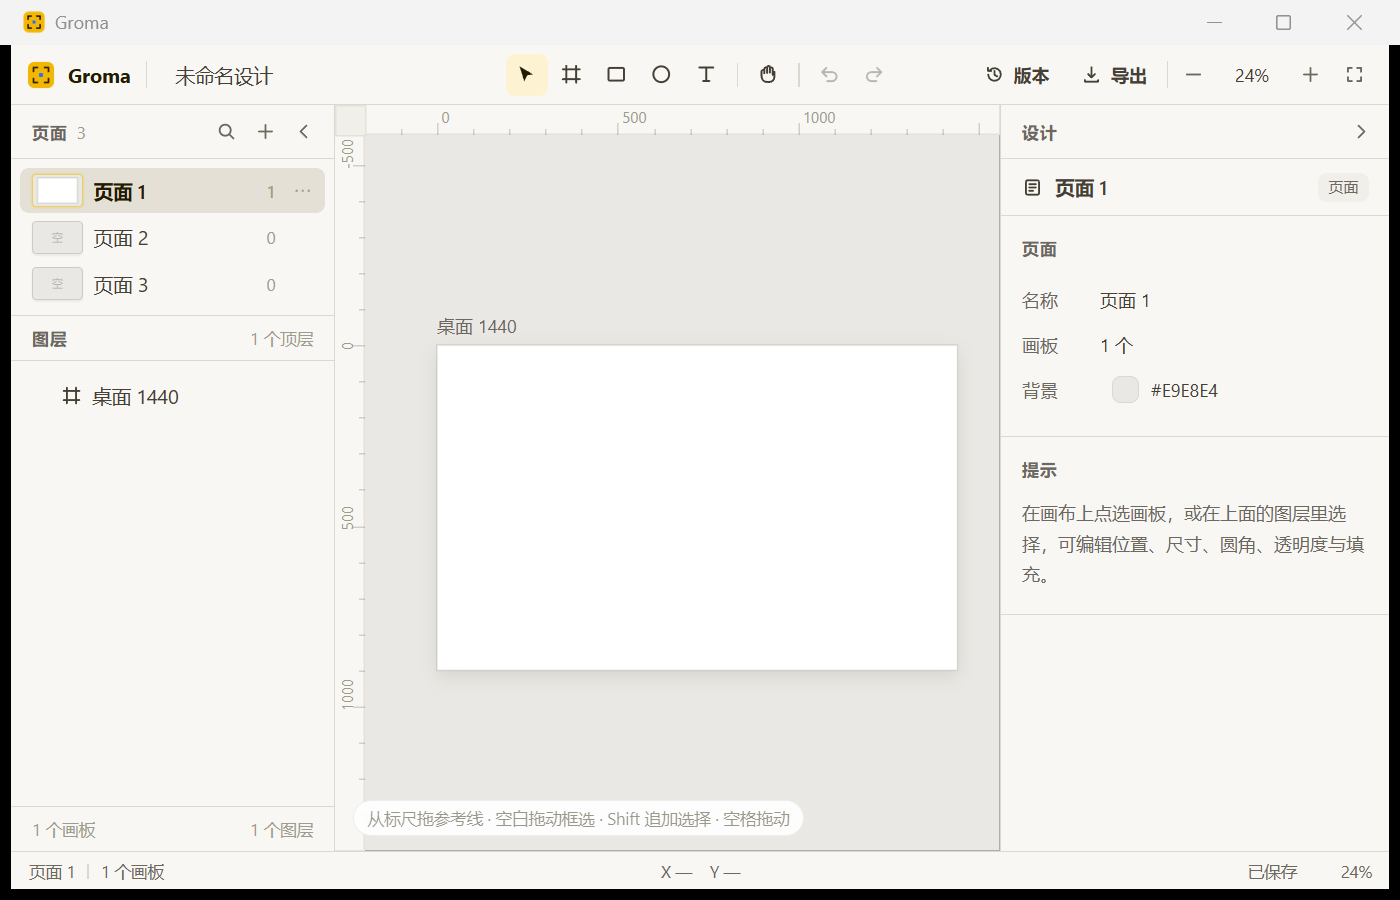 Groma
Groma
未命名设计
版本
导出
24%
页面 3
页面 1
1
空
页面 2
0
空
页面 3
0
图层
1 个顶层
桌面 1440
1 个画板
1 个图层
0
500
1000
-500
0
500
1000
桌面 1440
从标尺拖参考线 · 空白拖动框选 · Shift 追加选择 · 空格拖动
设计
页面 1
页面
页面
名称
页面 1
画板
1 个
背景
#E9E8E4
提示
在画布上点选画板，或在上面的图层里选
择，可编辑位置、尺寸、圆角、透明度与填
充。
页面 1
1 个画板
X —
Y —
已保存
24%